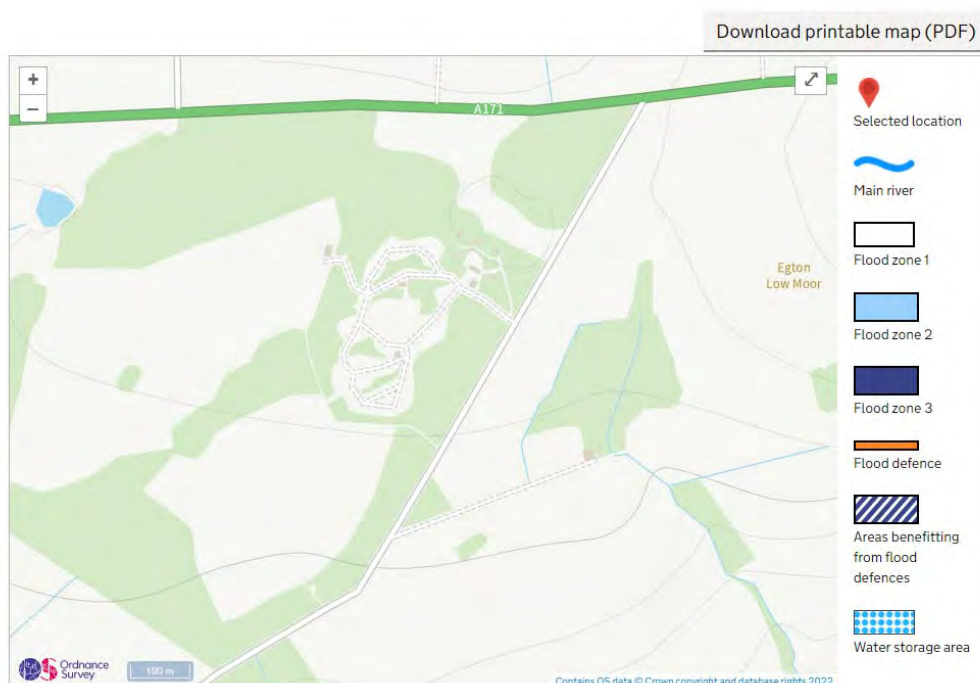 Download printable map (PDF)
+
−
A171
Egton
Low Moor
Ordnance
Survey
100 m
Contains OS data © Crown copyright and database rights 2022
Selected location
Main river
Flood zone 1
Flood zone 2
Flood zone 3
Flood defence
Areas benefitting
from flood
defences
Water storage area